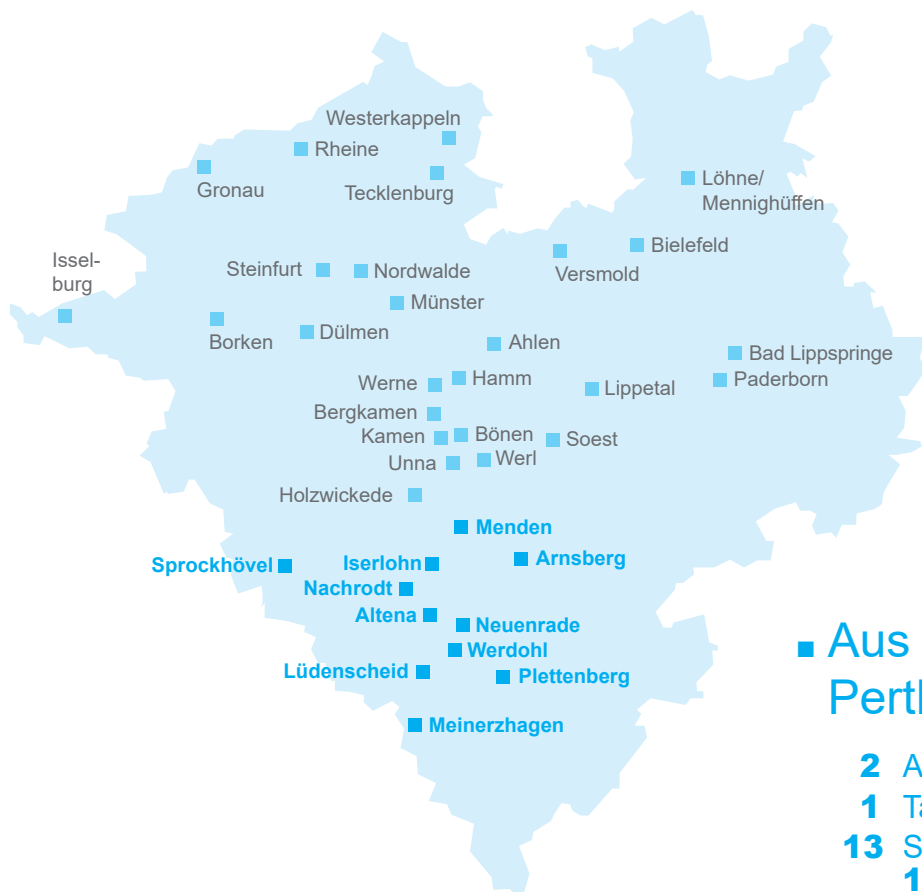 Westerkappeln
Rheine
Gronau
Tecklenburg
Löhne/
Mennighüffen
Bielefeld
Versmold
Issel-
burg
Steinfurt
Nordwalde
Münster
Borken
Dülmen
Ahlen
Bad Lippspringe
Paderborn
Werne
Hamm
Lippetal
Bergkamen
Kamen
Bönen
Soest
Unna
Werl
Holzwickede
Menden
Sprockhövel
Iserlohn
Arnsberg
Nachrodt
Altena
Neuenrade
Werdohl
Lüdenscheid
Plettenberg
Meinerzhagen
Aus
2
1
13
1